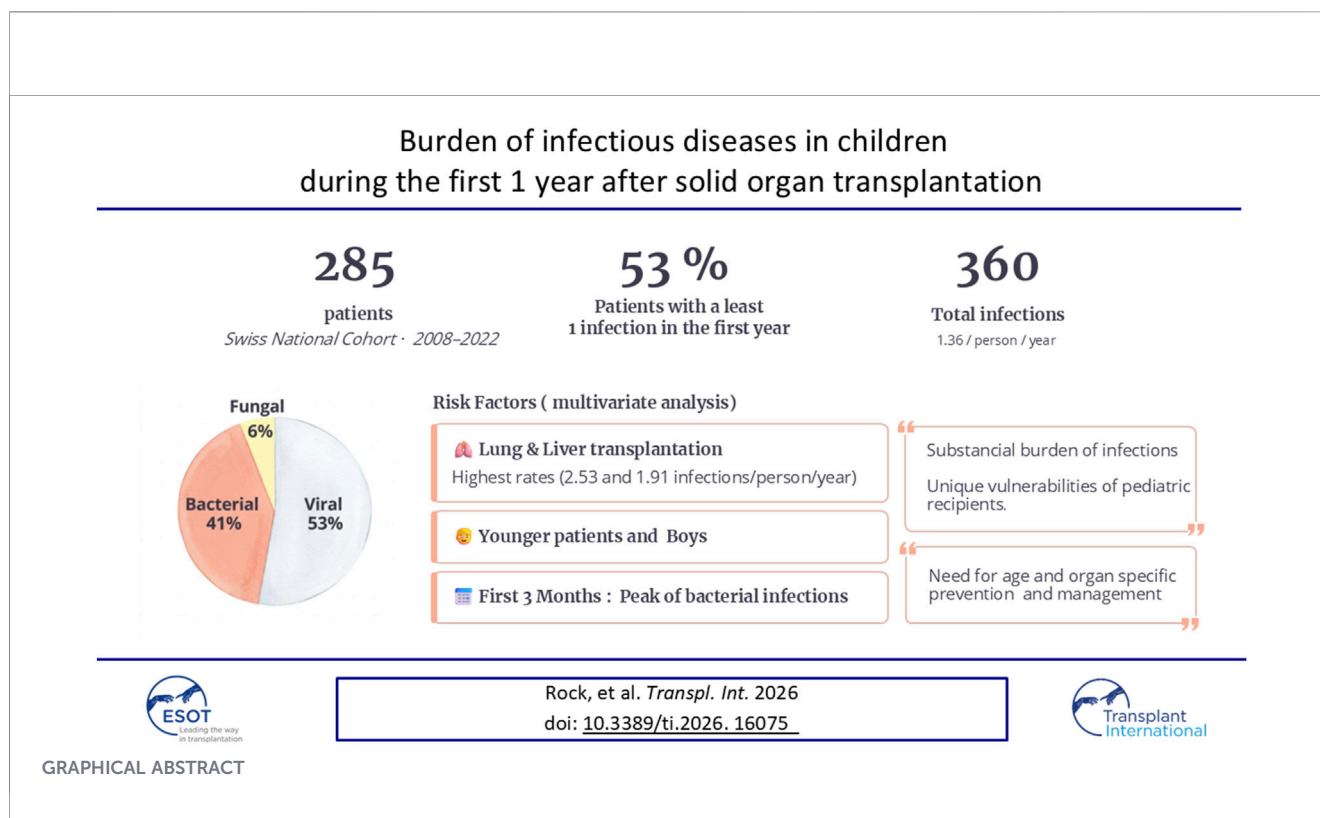 Burden of infectious diseases in children
during the first 1 year after solid organ transplantation
285
patients
Swiss National Cohort · 2008–2022
53 %
Patients with a least
1 infection in the first year
360
Total infections
1.36 / person / year
Fungal
6%
Bacterial
41%
Viral
53%
Risk Factors ( multivariate analysis)
Lung & Liver transplantation
Highest rates (2.53 and 1.91 infections/person/year)
Younger patients and Boys
First 3 Months : Peak of bacterial infections
“
Substancial burden of infections
Unique vulnerabilities of pediatric
recipients.
”
“
Need for age and organ specific
prevention and management
”
ESOT
Leading the way
in transplantation
Rock, et al. Transpl. Int. 2026
doi: 10.3389/ti.2026. 16075
Transplant
International
GRAPHICAL ABSTRACT